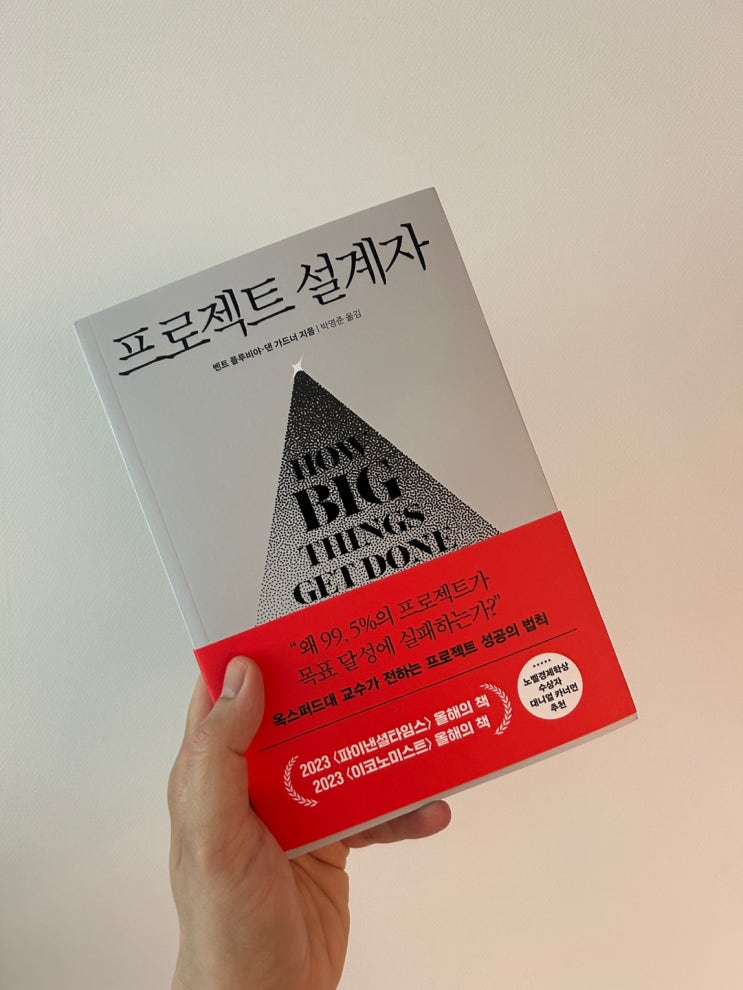 프로젝트 설계자
벤트 플루비아·댄 가드너 지음 | 박영준 옮김
HOW
BIG
THINGS
GET DONE
“왜 99.5%의 프로젝트가
목표 달성에 실패하는가?”
옥스퍼드대 교수가 전하는 프로젝트 성공의 법칙
2023 〈파이낸셜타임스〉 올해의 책
2023 〈이코노미스트〉 올해의 책
노벨경제학상
수상자
대니얼 카너먼
추천